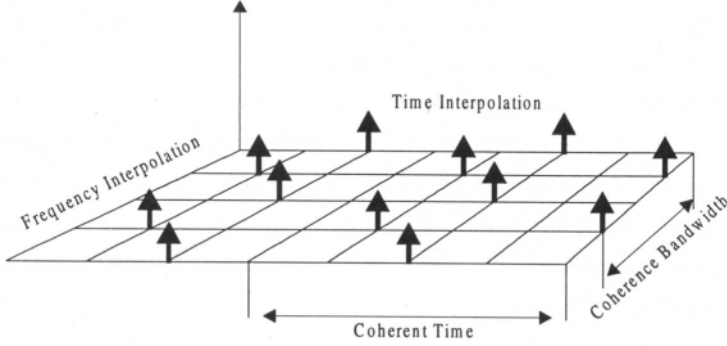 Time Interpolation
Frequency Interpolation
Coherence Bandwidth
Coherent Time